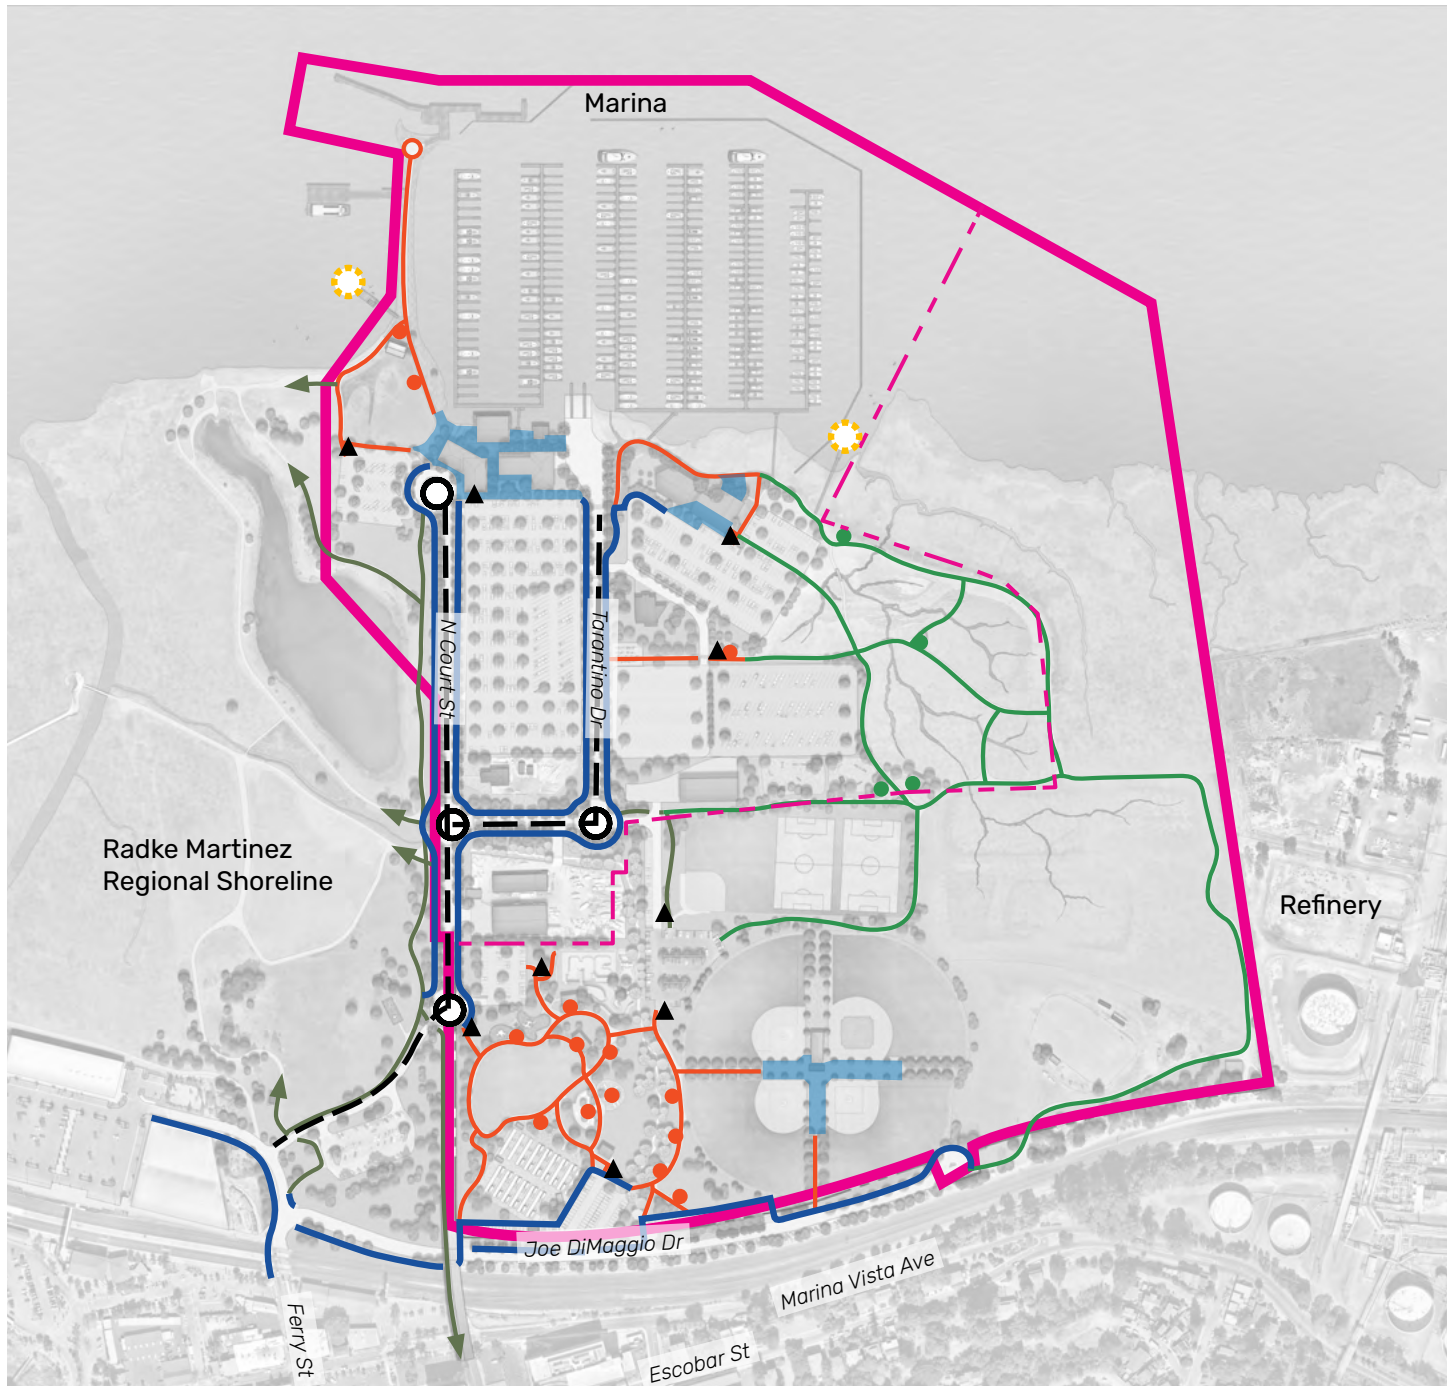 Marina
N Court St
Tarantino Dr
Radke Martinez
Regional Shoreline
Refinery
Joe DiMaggio Dr
Marina Vista Ave
Ferry St
Escobar St